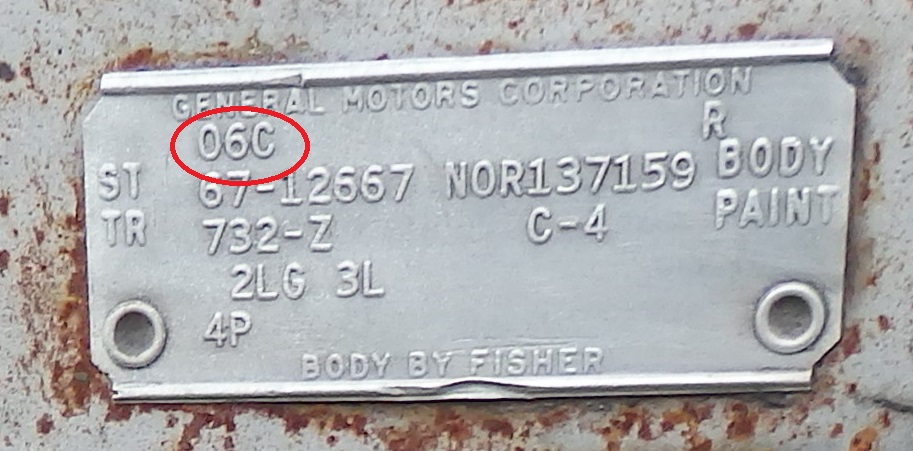 GENERAL MOTORS CORPORATION
06C R
ST 67-12667 NOR137159 BODY
TR 732-Z C-4 PAINT
2LG 3L
4P
BODY BY FISHER